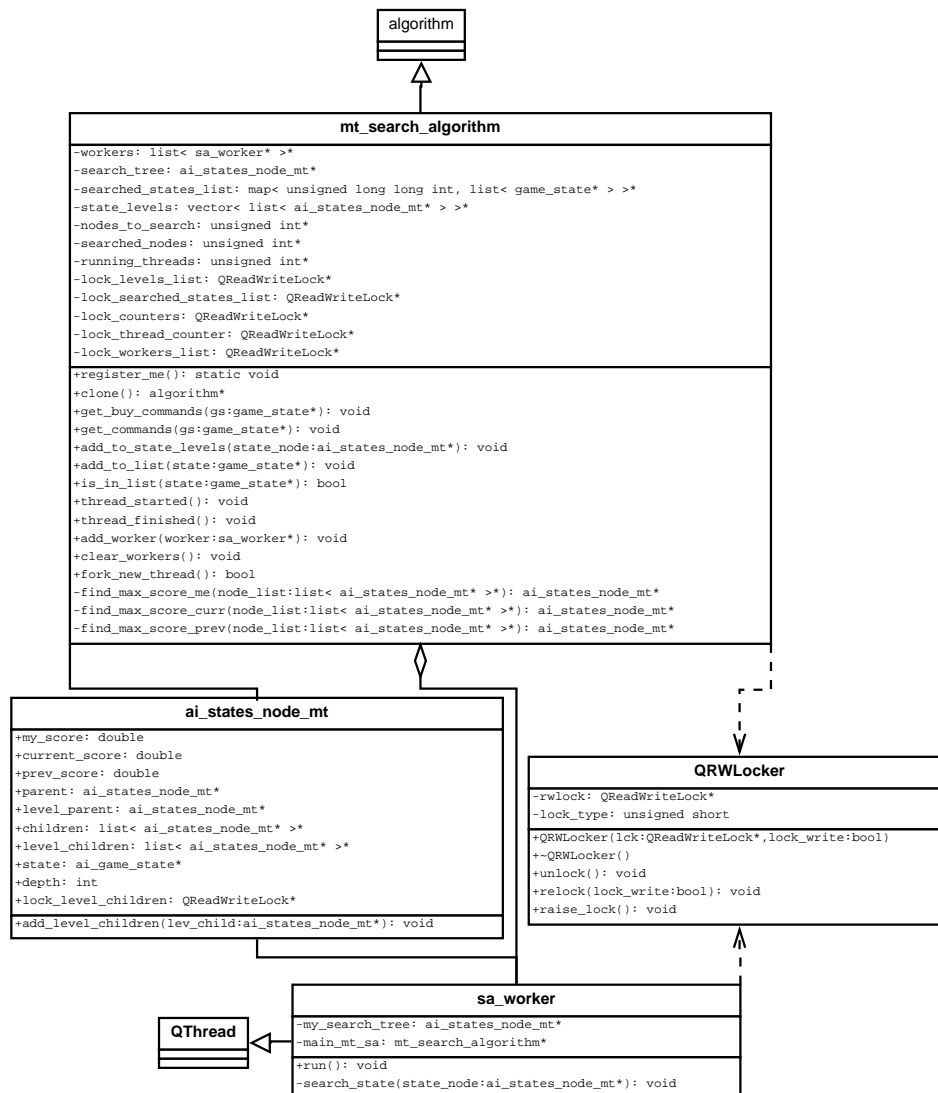 algorithm
mt_search_algorithm
-workers: list< sa_worker* >*
-search_tree: ai_states_node_mt*
-searched_states_list: map< unsigned long long int, list< game_state* > >*
-state_levels: vector< list< ai_states_node_mt* > >*
-nodes_to_search: unsigned int*
-searched_nodes: unsigned int*
-running_threads: unsigned int*
-lock_levels_list: QReadWriteLock*
-lock_searched_states_list: QReadWriteLock*
-lock_counters: QReadWriteLock*
-lock_thread_counter: QReadWriteLock*
-lock_workers_list: QReadWriteLock*
+register_me(): static void
+clone(): algorithm*
+get_buy_commands(gs:game_state*): void
+get_commands(gs:game_state*): void
+add_to_state_levels(state_node:ai_states_node_mt*): void
+add_to_list(state:game_state*): void
+is_in_list(state:game_state*): bool
+thread_started(): void
+thread_finished(): void
+add_worker(worker:sa_worker*): void
+clear_workers(): void
+fork_new_thread(): bool
-find_max_score_me(node_list:list< ai_states_node_mt* >*): ai_states_node_mt*
-find_max_score_curr(node_list:list< ai_states_node_mt* >*): ai_states_node_mt*
-find_max_score_prev(node_list:list< ai_states_node_mt* >*): ai_states_node_mt*
ai_states_node_mt
+my_score: double
+current_score: double
+prev_score: double
+parent: ai_states_node_mt*
+level_parent: ai_states_node_mt*
+children: list< ai_states_node_mt* >*
+level_children: list< ai_states_node_mt* >*
+state: ai_game_state*
+depth: int
+lock_level_children: QReadWriteLock*
+add_level_children(lev_child:ai_states_node_mt*): void
QRWLocker
-rwlock: QReadWriteLock*
-lock_type: unsigned short
+QRWLocker(lck:QReadWriteLock*,lock_write:bool)
+~QRWLocker()
+unlock(): void
+relock(lock_write:bool): void
+raise_lock(): void
sa_worker
-my_search_tree: ai_states_node_mt*
-main_mt_sa: mt_search_algorithm*
+run(): void
-search_state(state_node:ai_states_node_mt*): void
QThread